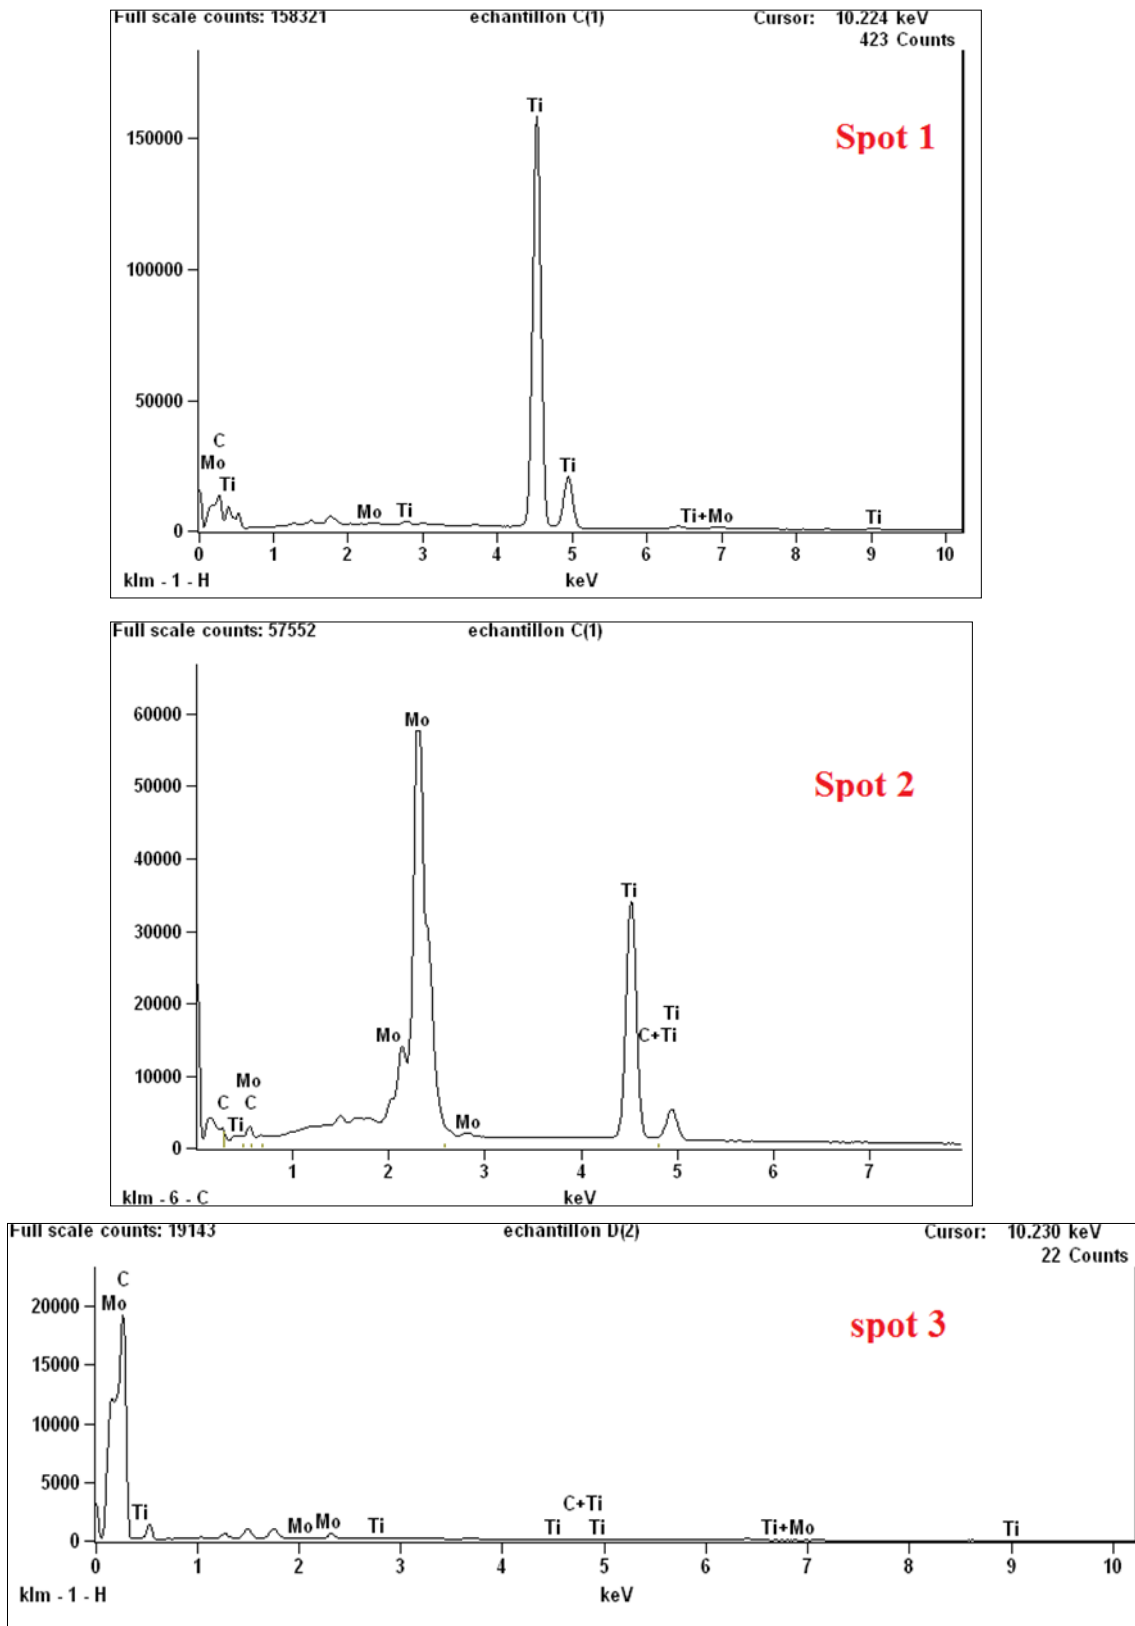 Full scale counts: 158321 echantillon C(1) Cursor: 10.224 keV
423 Counts
Spot 1
150000
100000
50000
0
Ti
Ti
C
Mo
Ti
Mo Ti
Ti+Mo
Ti
0 1 2 3 4 5 6 7 8 9 10
klm - 1 - H keV
Full scale counts: 57552 echantillon C(1)
Spot 2
60000
50000
40000
30000
20000
10000
0
Mo
Ti
Ti
C+Ti
Mo
Mo
C C
Ti
Mo
1 2 3 4 5 6 7
klm - 6 - C keV
Full scale counts: 19143 echantillon D(2) Cursor: 10.230 keV
22 Counts
spot 3
20000
15000
10000
5000
0
C
Mo
Ti
Mo Mo Ti
C+Ti
Ti Ti
Ti+Mo
Ti
0 1 2 3 4 5 6 7 8 9 10
klm - 1 - H keV